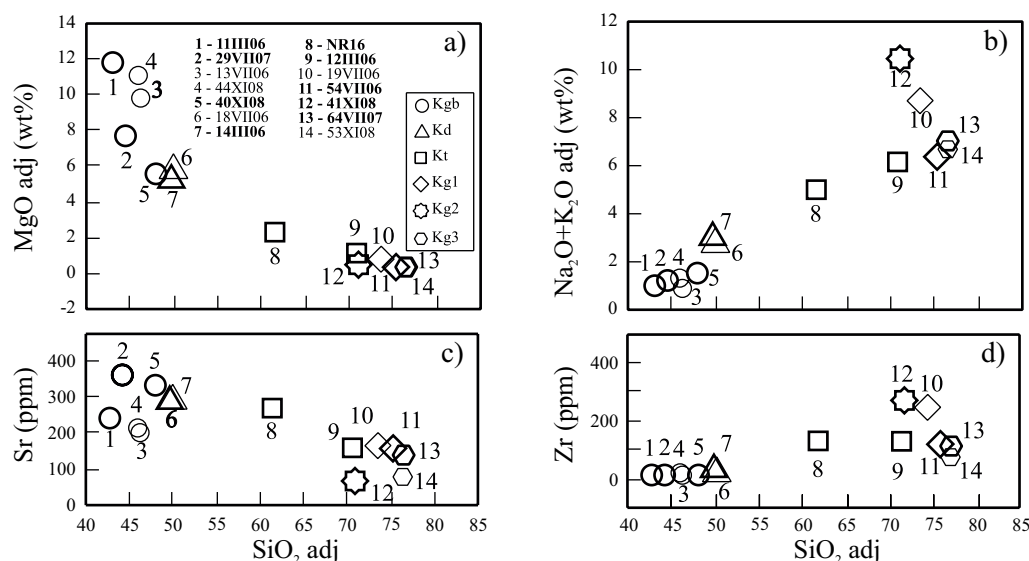 a)
MgO adj (wt%)
14
12
10
8
6
4
2
0
-2
1 - 11III06
2 - 29VII07
3 - 13VII06
4 - 44XI08
5 - 40XI08
6 - 18VII06
7 - 14III06
8 - NR16
9 - 12III06
10 - 19VII06
11 - 54VII06
12 - 41XI08
13 - 64VII07
14 - 53XI08
Kgb
Kd
Kt
Kg1
Kg2
Kg3
1
4
3
2
5
6
7
8
9
10
12
11
13
14
b)
Na2O+K2O adj (wt%)
12
10
8
6
4
2
0
12
10
13
14
11
9
8
7
6
1 2 4
5
3
c)
Sr (ppm)
400
300
200
100
0
2
5
7
4
6
1
3
8
9
10
11
13
12
14
40 45 50 55 60 65 70 75 80 85
SiO2 adj
d)
Zr (ppm)
400
200
0
12
10
13
11
14
9
8
1 2 4 5 7
3
6
40 45 50 55 60 65 70 75 80 85
SiO2 adj